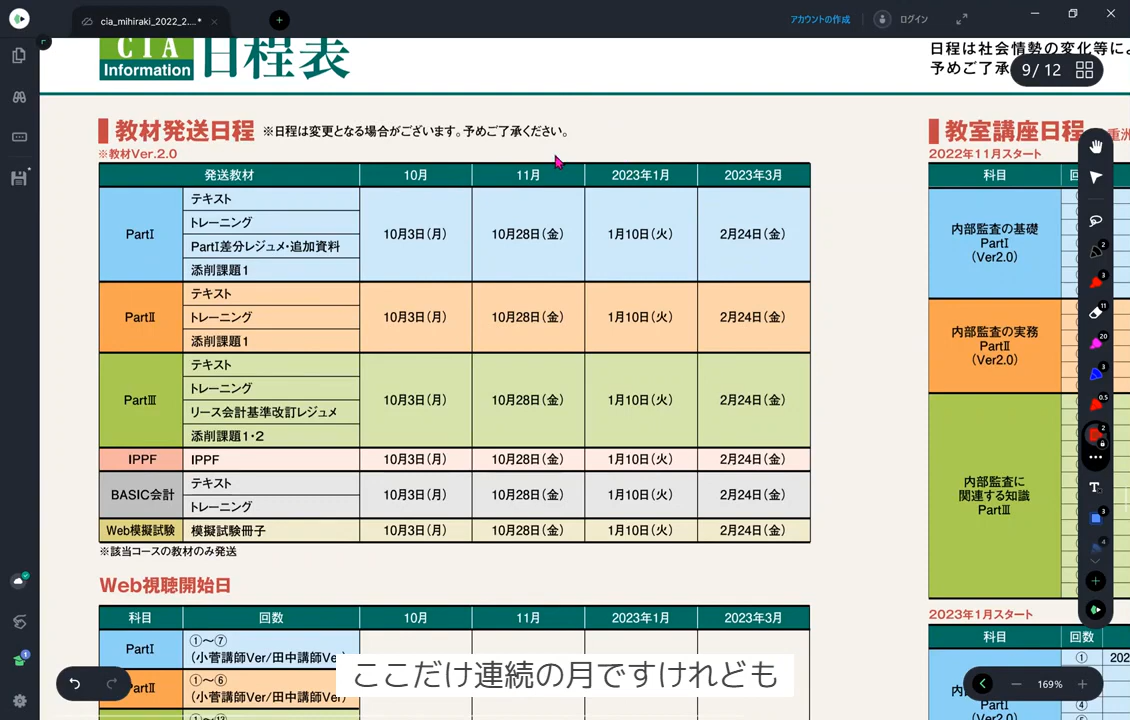 cia_mihiraki_2022_2....*
アカウントの作成
ログイン
CIA
Information
日程表
日程は社会情勢の変化等によ
予めご了承
9/ 12
教材発送日程 ※日程は変更となる場合がございます。予めご了承ください。
※教材Ver.2.0
発送教材 10月 11月 2023年1月 2023年3月
PartⅠ
テキスト
トレーニング
PartⅠ差分レジュメ・追加資料
添削課題1
10月3日(月) 10月28日(金) 1月10日(火) 2月24日(金)
PartⅡ
テキスト
トレーニング
添削課題1
10月3日(月) 10月28日(金) 1月10日(火) 2月24日(金)
PartⅢ
テキスト
トレーニング
リース会計基準改訂レジュメ
添削課題1・2
10月3日(月) 10月28日(金) 1月10日(火) 2月24日(金)
IPPF IPPF 10月3日(月) 10月28日(金) 1月10日(火) 2月24日(金)
BASIC会計
テキスト
トレーニング
10月3日(月) 10月28日(金) 1月10日(火) 2月24日(金)
Web模擬試験 模擬試験冊子 10月3日(月) 10月28日(金) 1月10日(火) 2月24日(金)
※該当コースの教材のみ発送
Web視聴開始日
科目 回数 10月 11月 2023年1月 2023年3月
PartⅠ
①〜⑦
(小菅講師Ver/田中講師Ver)
artⅡ
①〜⑥
(小菅講師Ver/田中講師Ver)
教室講座日程
2022年11月スタート
科目
内部監査の基礎
PartⅠ
(Ver2.0)
内部監査の実務
PartⅡ
(Ver2.0)
内部監査に
関連する知識
PartⅢ
2023年1月スタート
科目 回数
① 202
④
PartⅠ
169%
ここだけ連続の月ですけれども